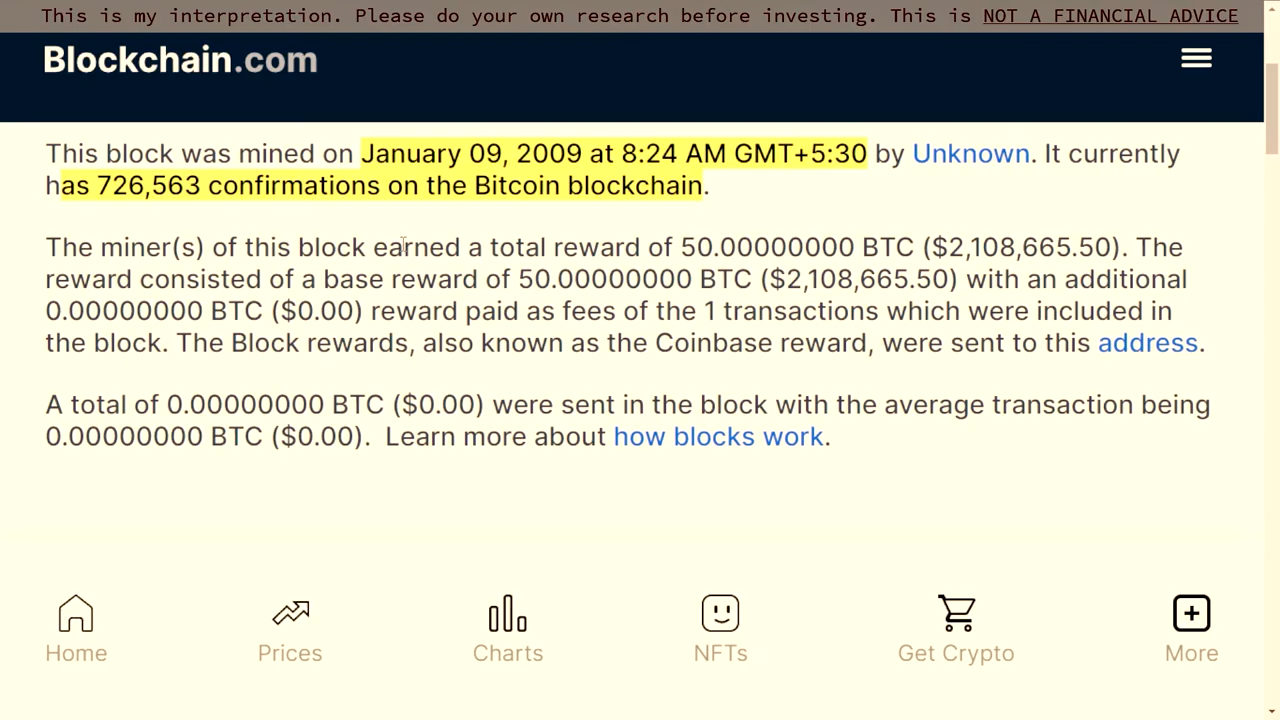 This is my interpretation. Please do your own research before investing. This is NOT A FINANCIAL ADVICE
Blockchain.com
This block was mined on January 09, 2009 at 8:24 AM GMT+5:30 by Unknown. It currently
has 726,563 confirmations on the Bitcoin blockchain.
The miner(s) of this block earned a total reward of 50.00000000 BTC ($2,108,665.50). The
reward consisted of a base reward of 50.00000000 BTC ($2,108,665.50) with an additional
0.00000000 BTC ($0.00) reward paid as fees of the 1 transactions which were included in
the block. The Block rewards, also known as the Coinbase reward, were sent to this address.
A total of 0.00000000 BTC ($0.00) were sent in the block with the average transaction being
0.00000000 BTC ($0.00). Learn more about how blocks work.
Home Prices Charts NFTs Get Crypto More